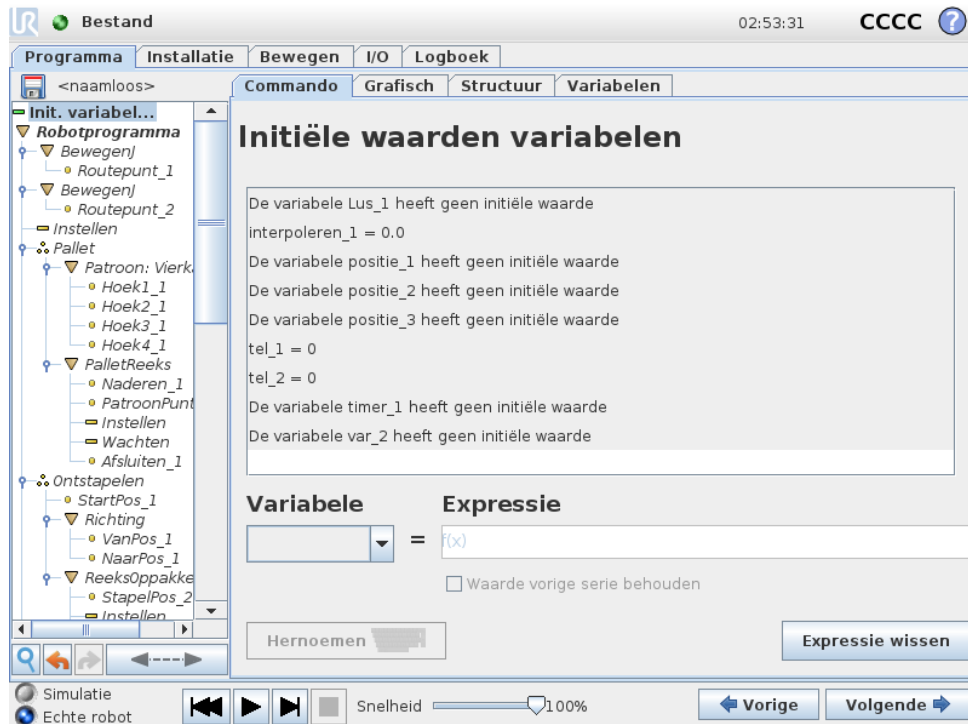 Bestand
02:53:31
CCCC
?
Programma
Installatie
Bewegen
I/O
Logboek
<naamloos>
Commando
Grafisch
Structuur
Variabelen
Init. variabel...
Robotprogramma
BewegenJ
Routepunt_1
BewegenJ
Routepunt_2
Instellen
Pallet
Patroon: Vierk
Hoek1_1
Hoek2_1
Hoek3_1
Hoek4_1
PalletReeks
Naderen_1
PatroonPunt
Instellen
Wachten
Afsluiten_1
Ontstapelen
StartPos_1
Richting
VanPos_1
NaarPos_1
ReeksOppakke
StapelPos_2
Instellen
Initiële waarden variabelen
De variabele Lus_1 heeft geen initiële waarde
interpoleren_1 = 0.0
De variabele positie_1 heeft geen initiële waarde
De variabele positie_2 heeft geen initiële waarde
De variabele positie_3 heeft geen initiële waarde
tel_1 = 0
tel_2 = 0
De variabele timer_1 heeft geen initiële waarde
De variabele var_2 heeft geen initiële waarde
Variabele
Expressie
=
f(x)
Waarde vorige serie behouden
Hernoemen
Expressie wissen
Simulatie
Echte robot
Snelheid
100%
Vorige
Volgende